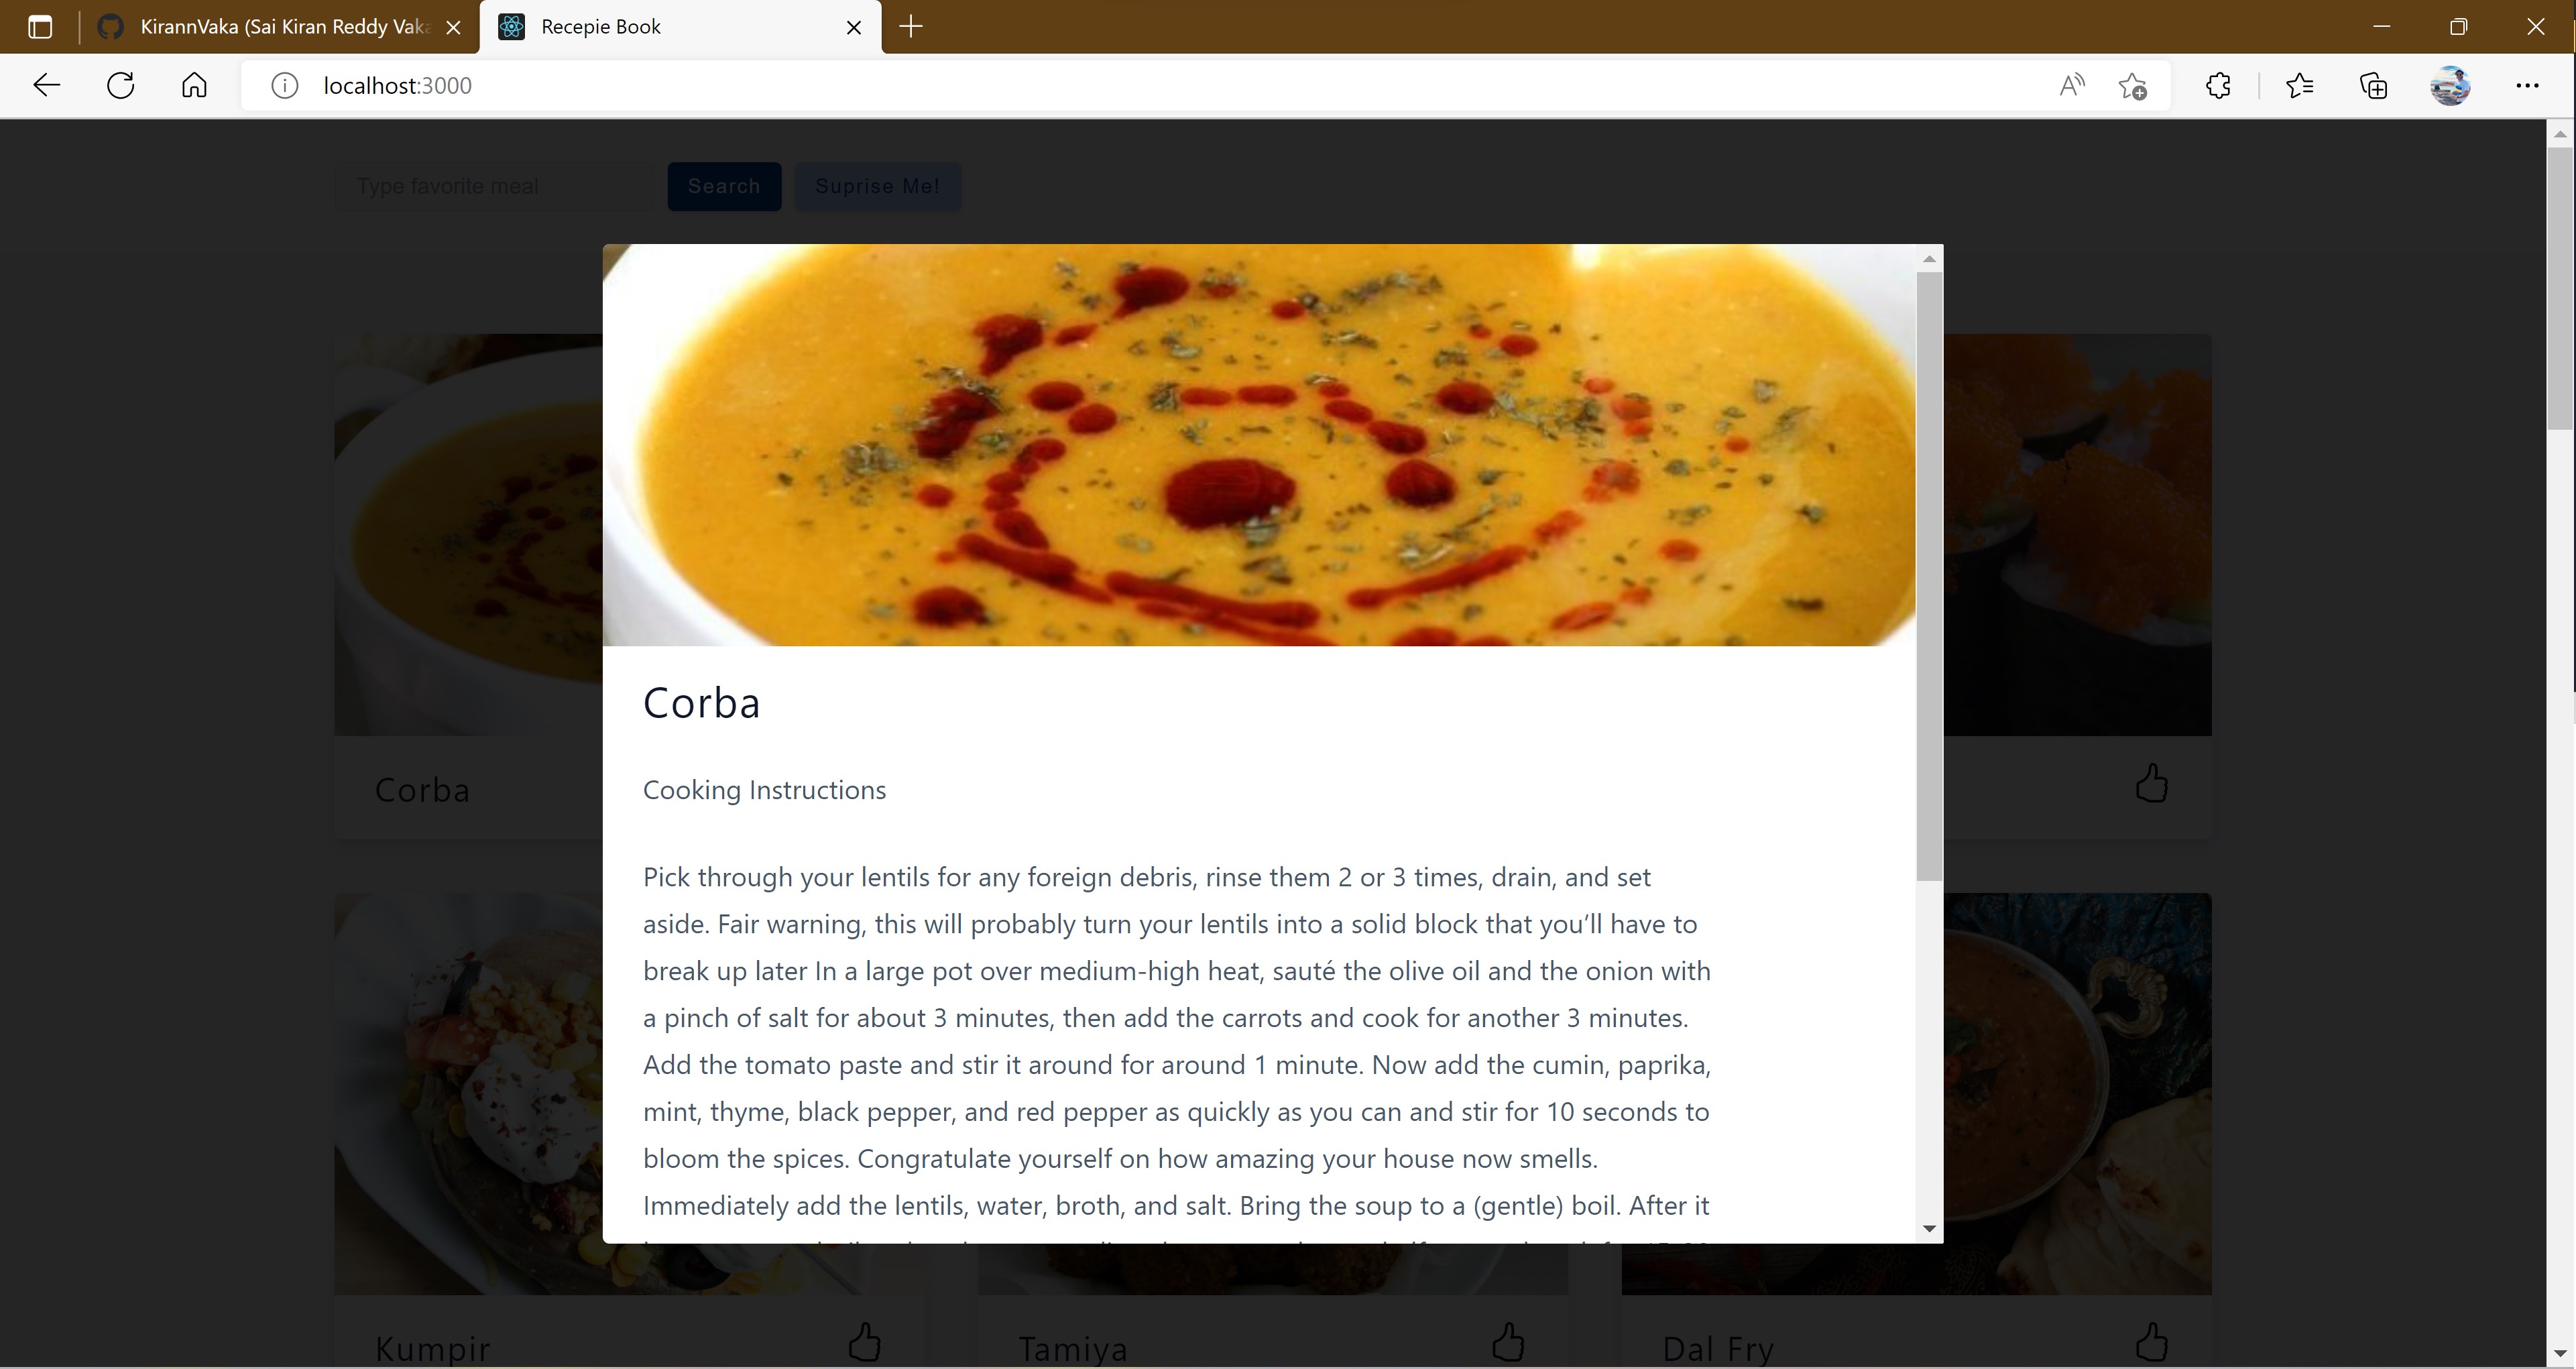 KirannVaka (Sai Kiran Reddy Vaka
Recepie Book
localhost:3000
Type favorite meal
Search
Suprise Me!
Corba
Cooking Instructions
Pick through your lentils for any foreign debris, rinse them 2 or 3 times, drain, and set
aside. Fair warning, this will probably turn your lentils into a solid block that you’ll have to
break up later In a large pot over medium-high heat, sauté the olive oil and the onion with
a pinch of salt for about 3 minutes, then add the carrots and cook for another 3 minutes.
Add the tomato paste and stir it around for around 1 minute. Now add the cumin, paprika,
mint, thyme, black pepper, and red pepper as quickly as you can and stir for 10 seconds to
bloom the spices. Congratulate yourself on how amazing your house now smells.
Immediately add the lentils, water, broth, and salt. Bring the soup to a (gentle) boil. After it
Corba
Kumpir
Tamiya
Dal Fry